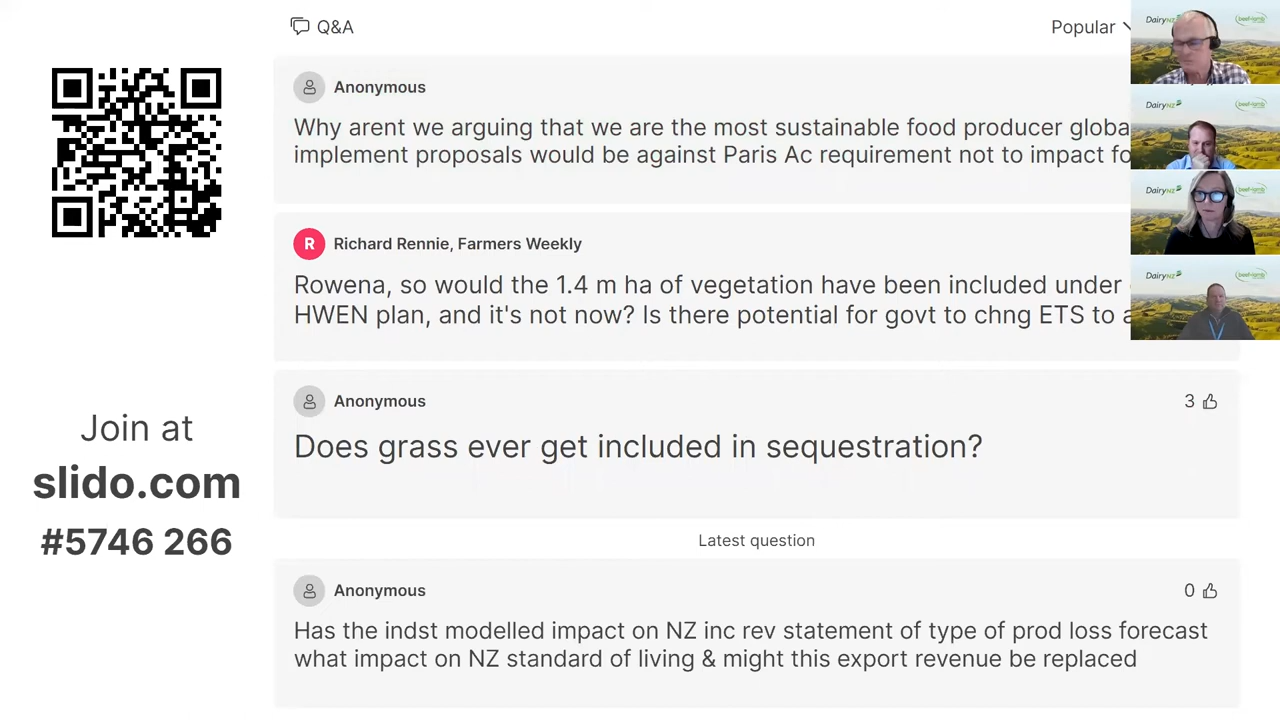 Q&A
Popular
Anonymous
Why arent we arguing that we are the most sustainable food producer globa
implement proposals would be against Paris Ac requirement not to impact fo
R
Richard Rennie, Farmers Weekly
Rowena, so would the 1.4 m ha of vegetation have been included under
HWEN plan, and it's not now? Is there potential for govt to chng ETS to a
Anonymous
3
Does grass ever get included in sequestration?
Latest question
Anonymous
0
Has the indst modelled impact on NZ inc rev statement of type of prod loss forecast
what impact on NZ standard of living & might this export revenue be replaced
Join at
slido.com
#5746 266
DairyNZ
DairyNZ
DairyNZ
DairyNZ